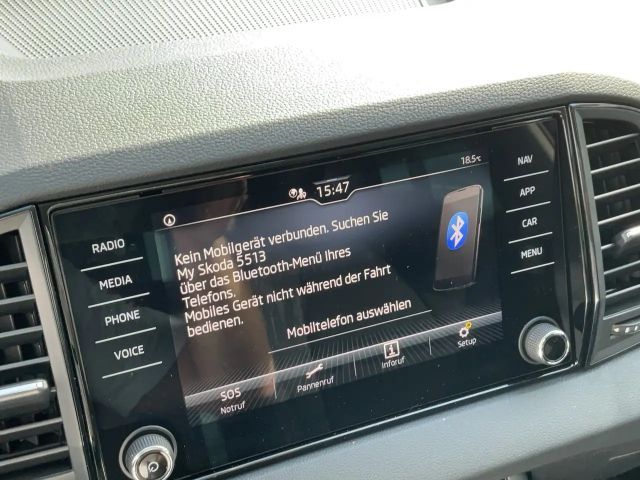 15:47
18.5°C
RADIO
MEDIA
PHONE
VOICE
Kein Mobilgerät verbunden. Suchen Sie
My Skoda 5513
über das Bluetooth-Menü Ihres
Telefons.
Mobiles Gerät nicht während der Fahrt
bedienen.
Mobiltelefon auswählen
SOS
Notruf
Pannenruf
Inforuf
Setup
NAV
APP
CAR
MENU